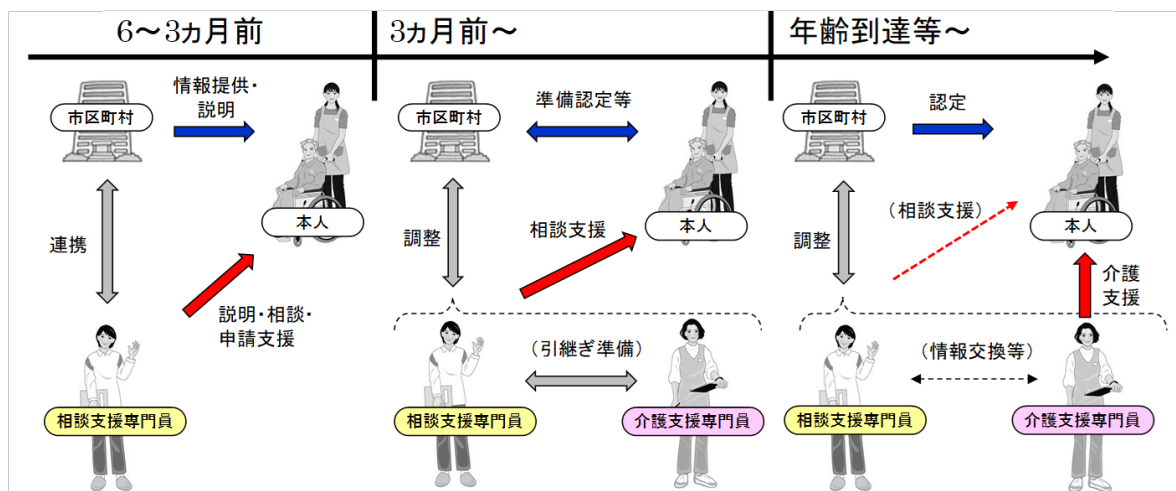 6～3ヵ月前
3ヵ月前～
年齢到達等～
市区町村
情報提供・
説明
本人
連携
説明・相談・
申請支援
相談支援専門員
市区町村
準備認定等
本人
調整
相談支援
（引継ぎ準備）
相談支援専門員
介護支援専門員
市区町村
認定
本人
（相談支援）
調整
介護
支援
（情報交換等）
相談支援専門員
介護支援専門員